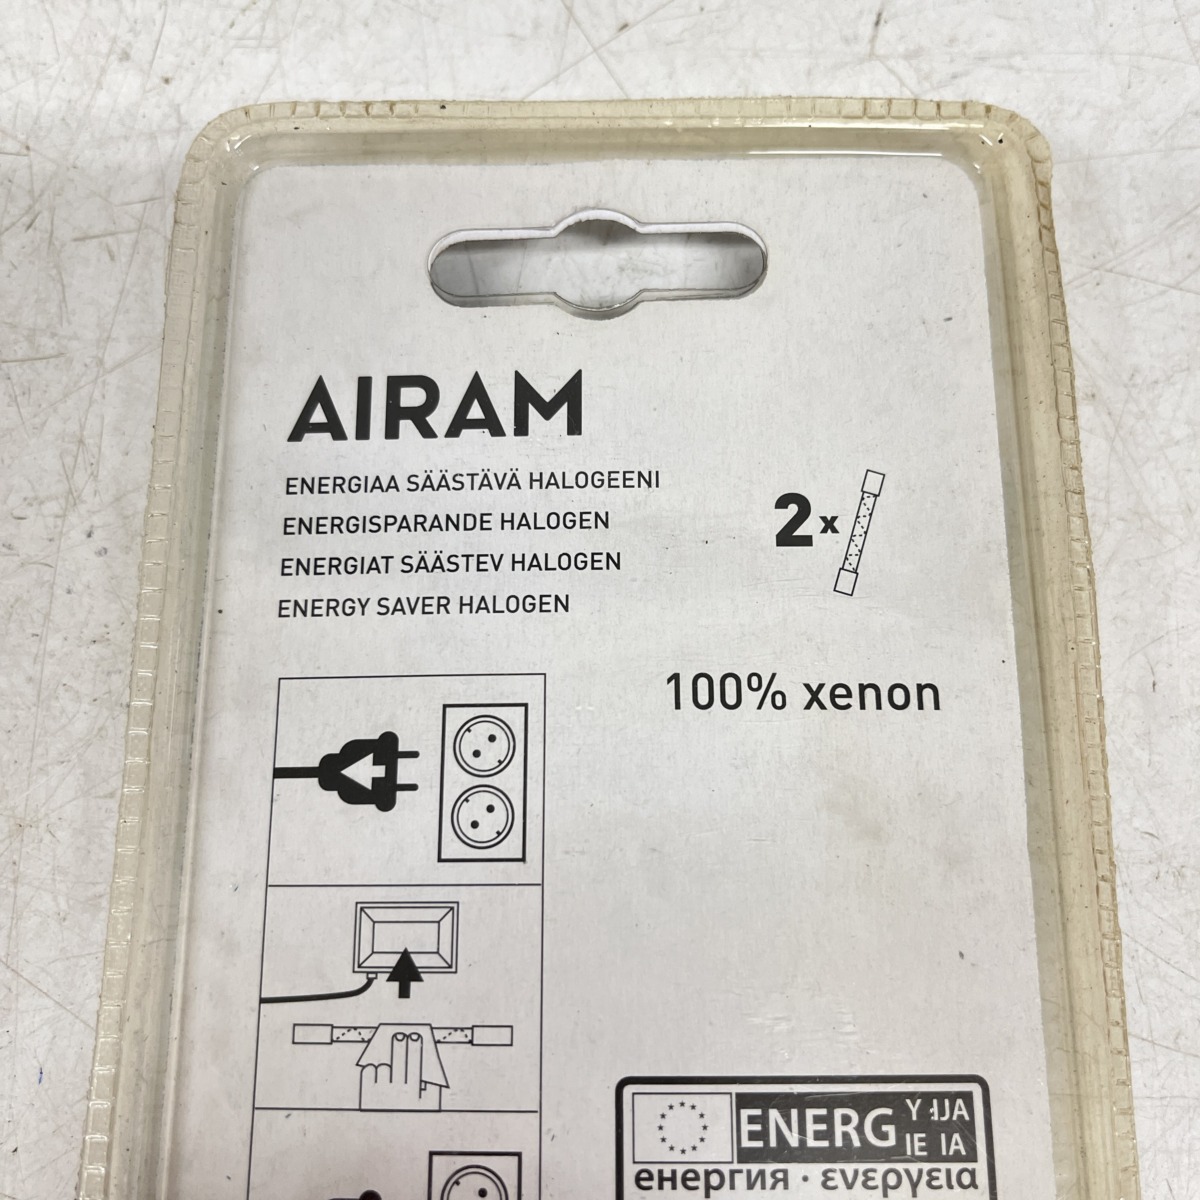 AIRAM
ENERGIAA SÄÄSTÄVÄ HALOGEENI
ENERGISPARANDE HALOGEN
ENERGIAT SÄÄSTEV HALOGEN
ENERGY SAVER HALOGEN
2x
100% xenon
ENERG
Y IJA
IE IA
енергия · ενεργεια